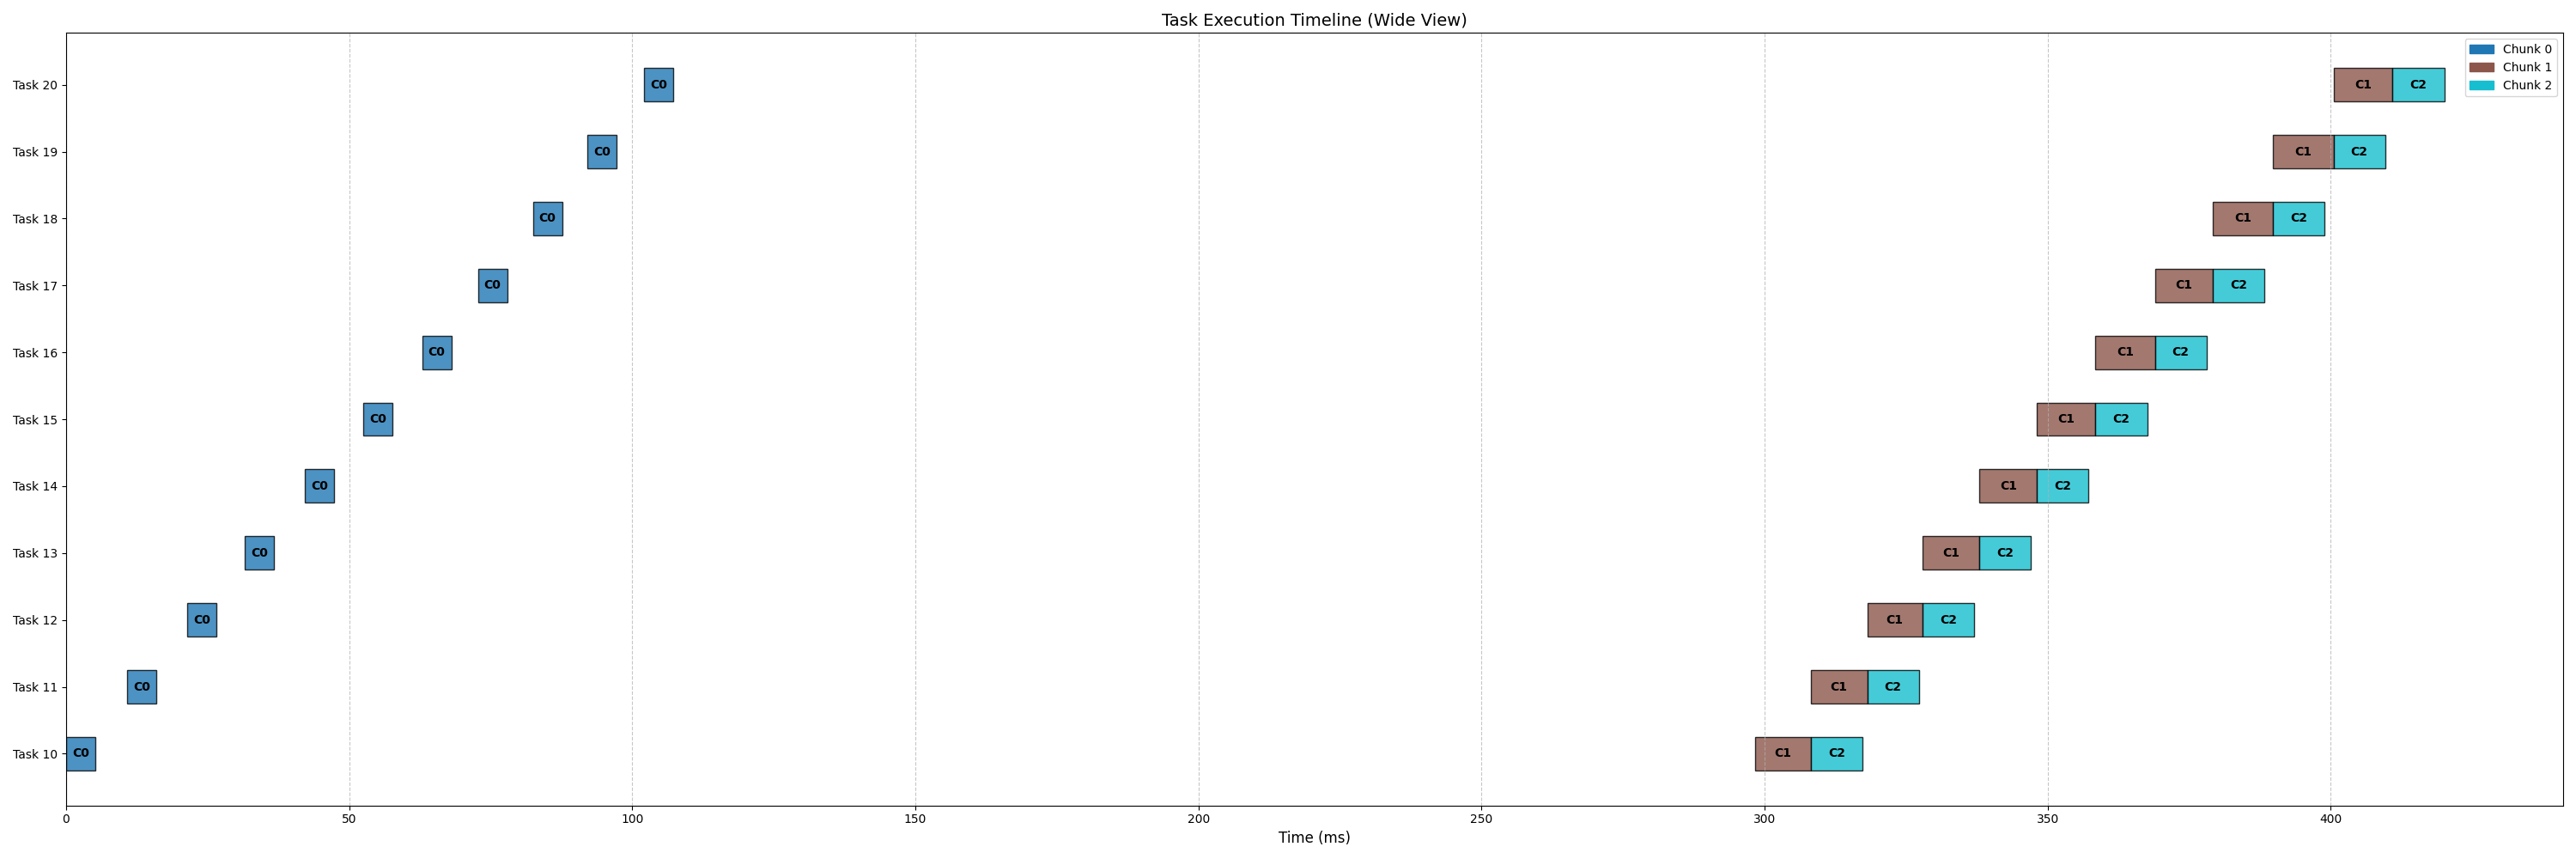 Task Execution Timeline (Wide View)
Chunk 0
Chunk 1
Chunk 2
Task 20 C0 C1 C2
Task 19 C0 C1 C2
Task 18 C0 C1 C2
Task 17 C0 C1 C2
Task 16 C0 C1 C2
Task 15 C0 C1 C2
Task 14 C0 C1 C2
Task 13 C0 C1 C2
Task 12 C0 C1 C2
Task 11 C0 C1 C2
Task 10 C0 C1 C2
0 50 100 150 200 250 300 350 400
Time (ms)